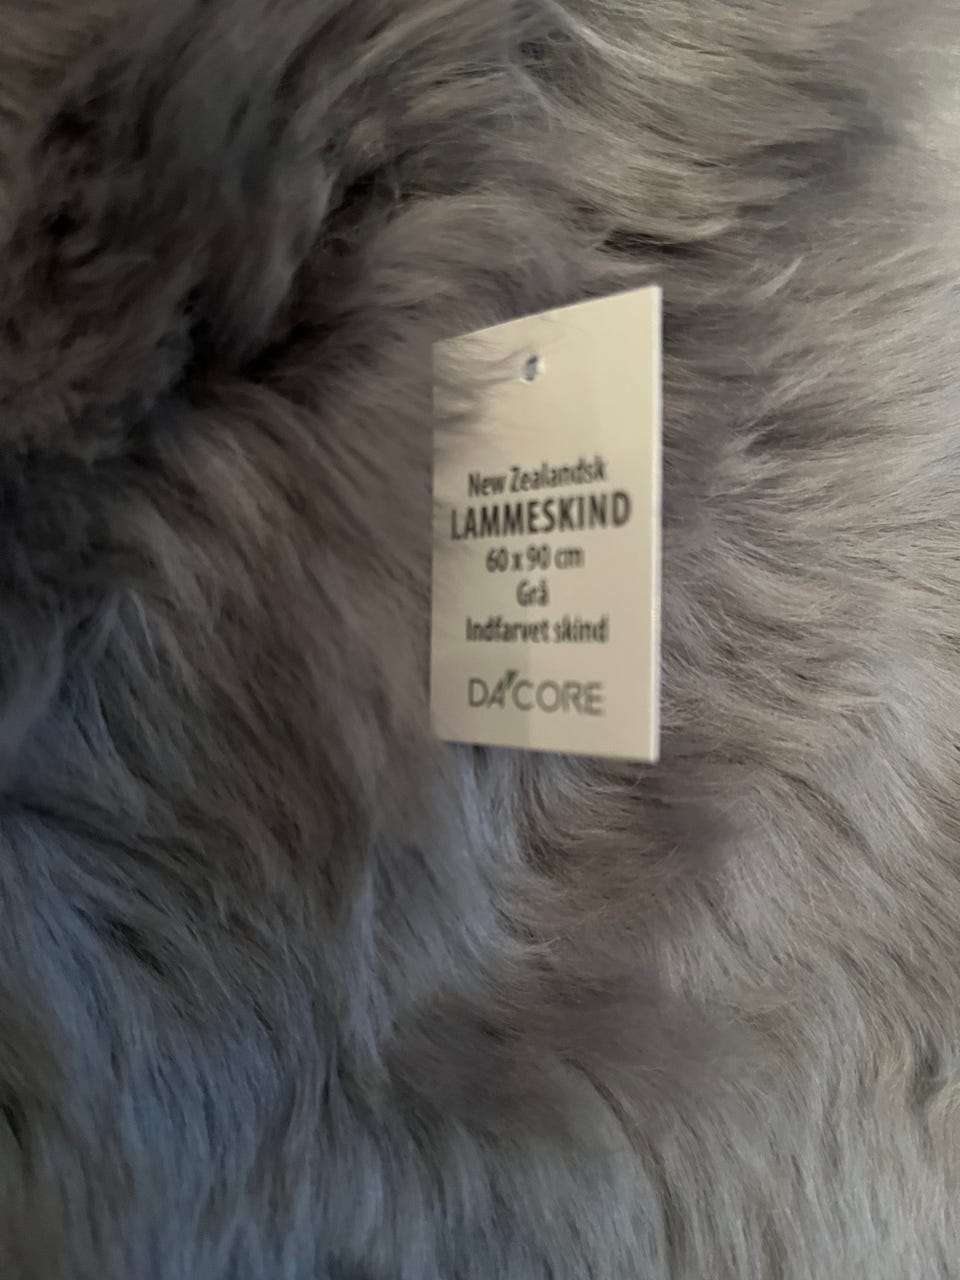 New Zealandsk
LAMMESKIND
60 x 90 cm
Grå
Indfarvet skind
DA'CORE